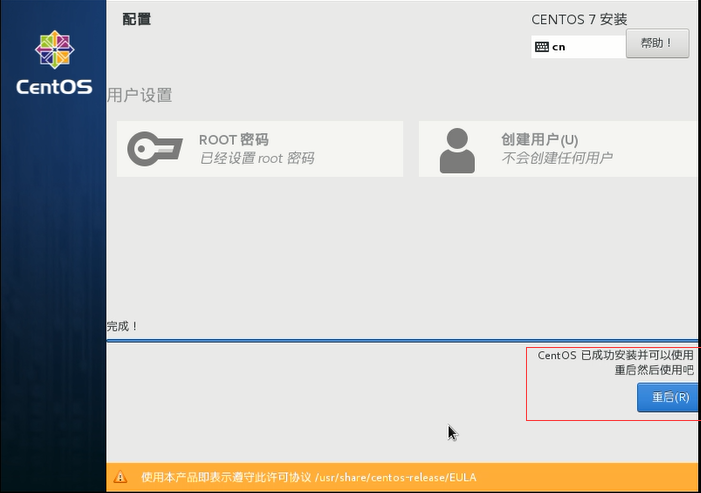 配置
CENTOS 7 安装
cn
帮助！
CentOS
用户设置
ROOT 密码
已经设置 root 密码
创建用户(U)
不会创建任何用户
完成！
CentOS 已成功安装并可以使用
重启然后使用吧
重启(R)
使用本产品即表示遵守此许可协议 /usr/share/centos-release/EULA